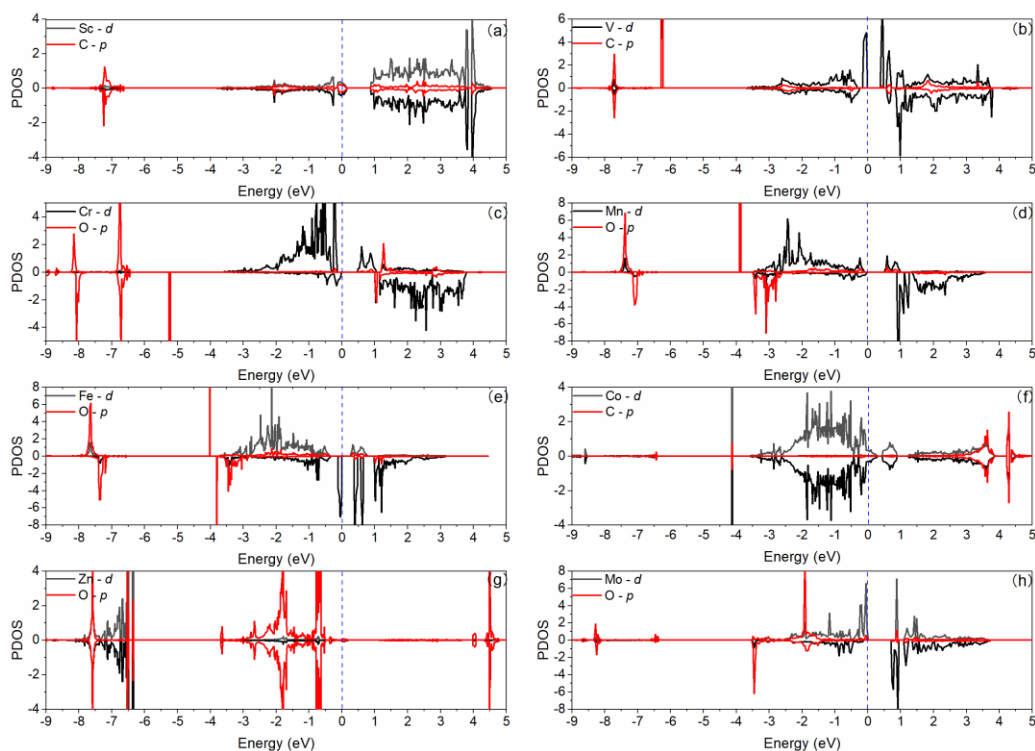 (a)
Sc - d
C - p
PDOS
4
2
0
-2
-4
-9 -8 -7 -6 -5 -4 -3 -2 -1 0 1 2 3 4 5
Energy (eV)
(b)
V - d
C - p
PDOS
6
4
2
0
-2
-4
-6
-9 -8 -7 -6 -5 -4 -3 -2 -1 0 1 2 3 4 5
Energy (eV)
(c)
Cr - d
O - p
PDOS
4
2
0
-2
-4
-9 -8 -7 -6 -5 -4 -3 -2 -1 0 1 2 3 4 5
Energy (eV)
(d)
Mn - d
O - p
PDOS
8
6
4
2
0
-2
-4
-6
-8
-9 -8 -7 -6 -5 -4 -3 -2 -1 0 1 2 3 4 5
Energy (eV)
(e)
Fe - d
O - p
PDOS
8
6
4
2
0
-2
-4
-6
-8
-9 -8 -7 -6 -5 -4 -3 -2 -1 0 1 2 3 4 5
Energy (eV)
(f)
Co - d
C - p
PDOS
4
2
0
-2
-4
-9 -8 -7 -6 -5 -4 -3 -2 -1 0 1 2 3 4 5
Energy (eV)
(g)
Zn - d
O - p
PDOS
4
2
0
-2
-4
-9 -8 -7 -6 -5 -4 -3 -2 -1 0 1 2 3 4 5
Energy (eV)
(h)
Mo - d
O - p
PDOS
8
6
4
2
0
-2
-4
-6
-8
-9 -8 -7 -6 -5 -4 -3 -2 -1 0 1 2 3 4 5
Energy (eV)